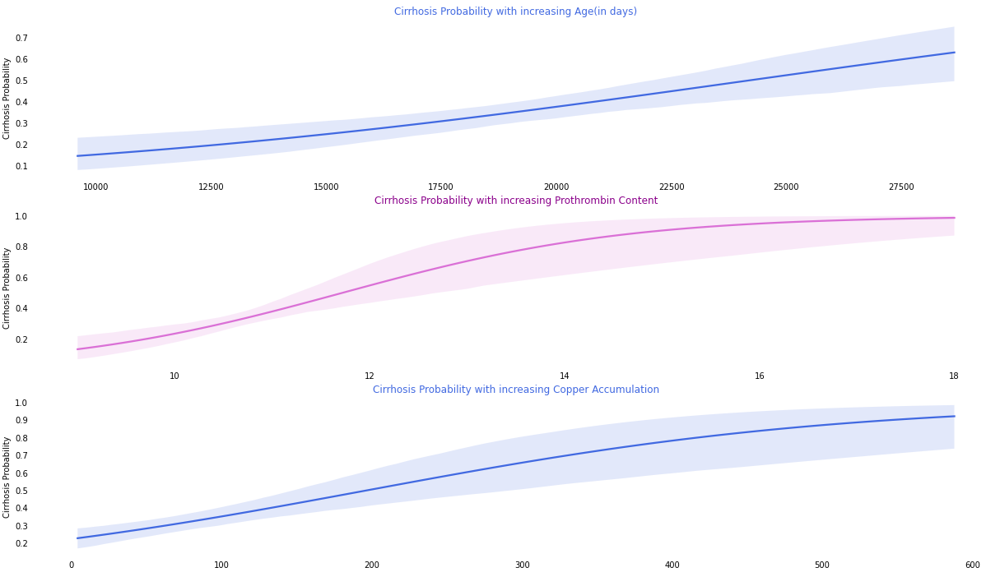 Cirrhosis Probability with increasing Age(in days)
Cirrhosis Probability
0.7
0.6
0.5
0.4
0.3
0.2
0.1
10000 12500 15000 17500 20000 22500 25000 27500
Cirrhosis Probability with increasing Prothrombin Content
Cirrhosis Probability
1.0
0.8
0.6
0.4
0.2
10 12 14 16 18
Cirrhosis Probability with increasing Copper Accumulation
Cirrhosis Probability
1.0
0.9
0.8
0.7
0.6
0.5
0.4
0.3
0.2
0 100 200 300 400 500 600